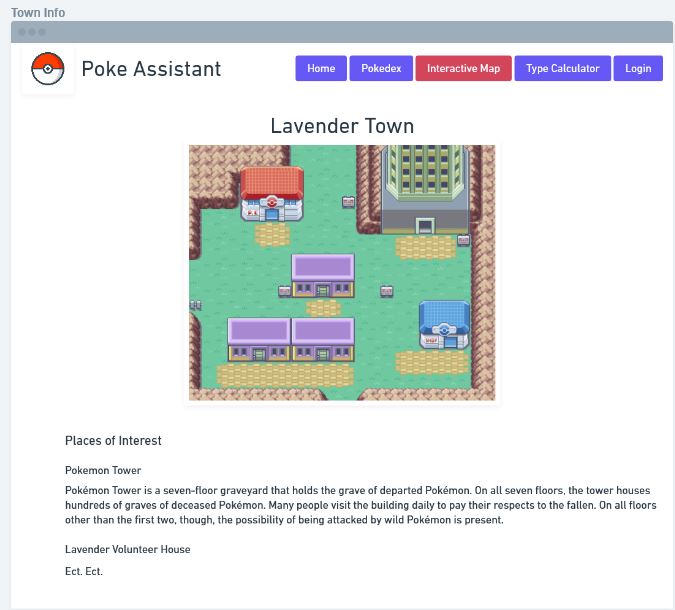 Town Info
Poke Assistant
Home
Pokedex
Interactive Map
Type Calculator
Login
Lavender Town
P.C
SHOP
Places of Interest
Pokemon Tower
Pokémon Tower is a seven-floor graveyard that holds the grave of departed Pokémon. On all seven floors, the tower houses
hundreds of graves of deceased Pokémon. Many people visit the building daily to pay their respects to the fallen. On all floors
other than the first two, though, the possibility of being attacked by wild Pokémon is present.
Lavender Volunteer House
Ect. Ect.